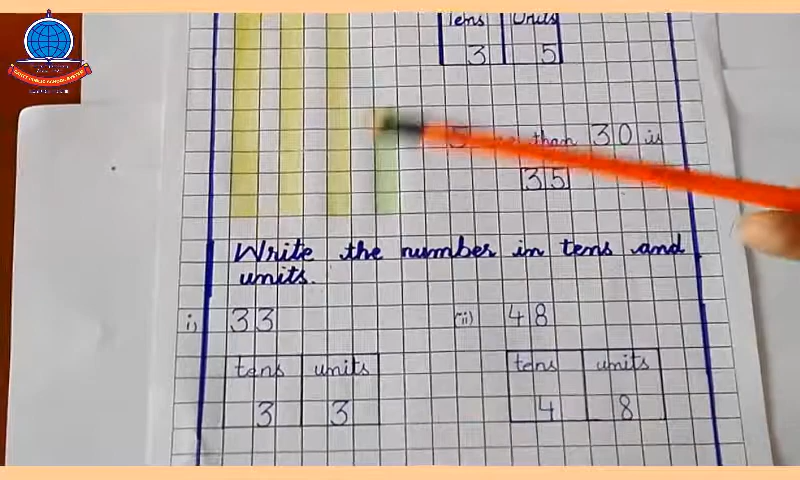 Tens Units
3 5
5 than 30 is
35
Write the number in tens and
units.
i) 33 (ii) 48
tens units tens units
3 3 4 8